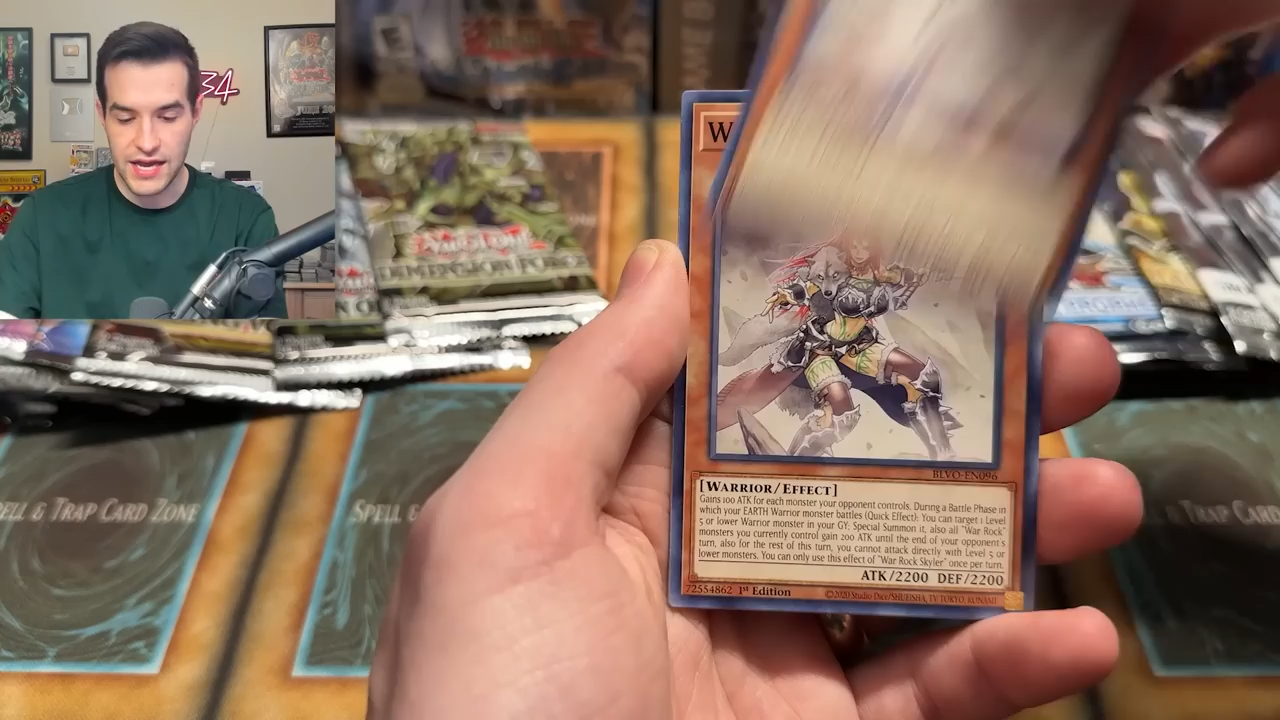 34
DIMENSION FORCE
W
BLVO-EN096
[WARRIOR/EFFECT]
Gains 100 ATK for each monster your opponent controls. During a Battle Phase in
which your EARTH Warrior monster battles (Quick Effect): You can target 1 Level
5 or lower Warrior monster in your GY: Special Summon it, also all "War Rock"
monsters you currently control gain 200 ATK until the end of your opponent's
turn, also for the rest of this turn, you cannot attack directly with Level 5 or
lower monsters. You can only use this effect of "War Rock Skyler" once per turn.
ATK/2200 DEF/2200
72554862 1st Edition
©2020 Studio Dice/SHUEISHA, TV TOKYO, KONAMI
ELL & TRAP CARD ZONE
SPELL &
TRAP CARD